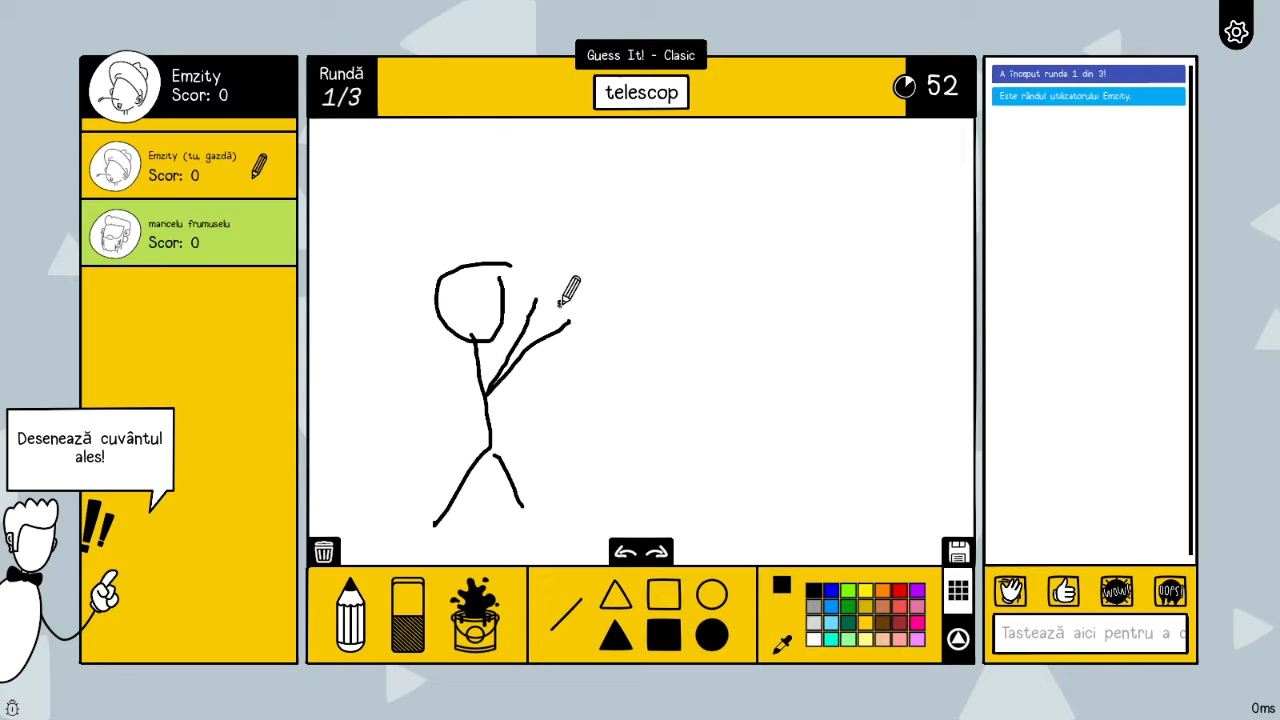 Guess It! - Clasic
Emzity
Scor: 0
Rundă
1/3
telescop
52
A început runda 1 din 3!
Este rândul utilizatorului Emzity.
Emzity (tu, gazdă)
Scor: 0
maricelu frumuselu
Scor: 0
Desenează cuvântul
ales!
WOW!
OOPS!
Tastează aici pentru a c
0ms